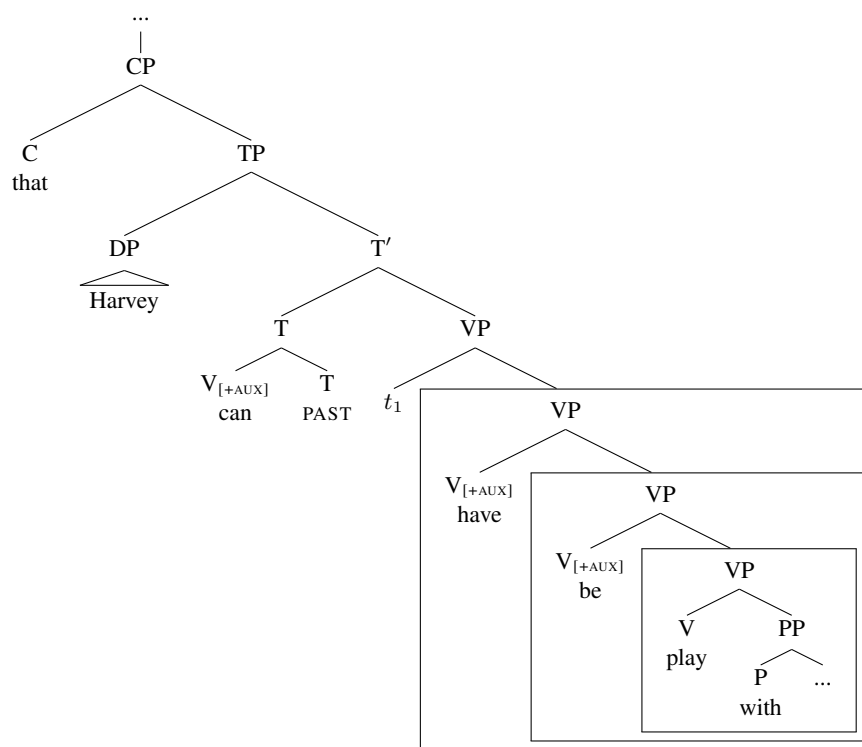 ...
CP
C TP
that
DP T′
Harvey
T VP
V[+AUX] T t1 VP
can PAST
V[+AUX] VP
have
V[+AUX] VP
be
V PP
play
P ...
with